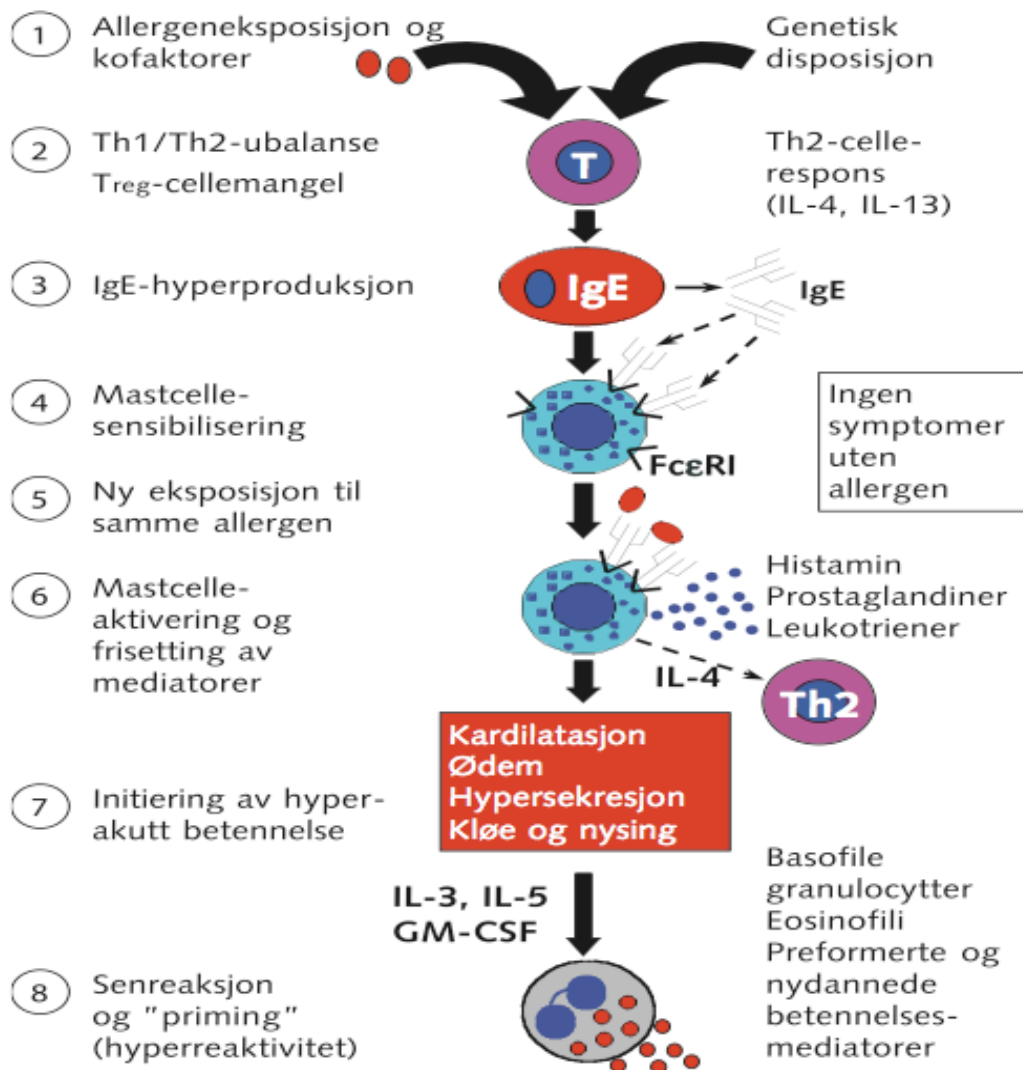 1
Allergeneksposisjon og
kofaktorer
Genetisk
disposisjon
2
Th1/Th2-ubalanse
Treg-cellemangel
T
Th2-celle-
respons
(IL-4, IL-13)
3
IgE-hyperproduksjon
IgE
IgE
4
Mastcelle-
sensibilisering
FcεRI
Ingen
symptomer
uten
allergen
5
Ny eksposisjon til
samme allergen
6
Mastcelle-
aktivering og
frisetting av
mediatorer
Histamin
Prostaglandiner
Leukotriener
IL-4
Th2
7
Initiering av hyper-
akutt betennelse
Kardilatasjon
Ødem
Hypersekresjon
Kløe og nysing
IL-3, IL-5
GM-CSF
8
Senreaksjon
og "priming"
(hyperreaktivitet)
Basofile
granulocytter
Eosinofili
Preformerte og
nydannede
betennelses-
mediatorer